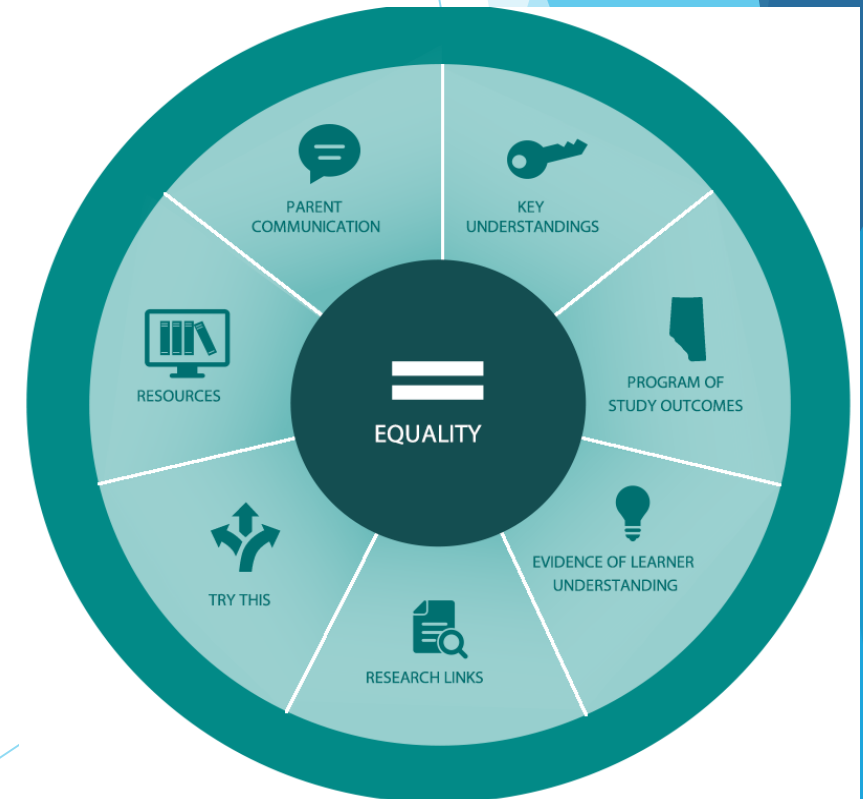 PARENT
COMMUNICATION
KEY
UNDERSTANDINGS
PROGRAM OF
STUDY OUTCOMES
EVIDENCE OF LEARNER
UNDERSTANDING
RESEARCH LINKS
TRY THIS
RESOURCES
EQUALITY